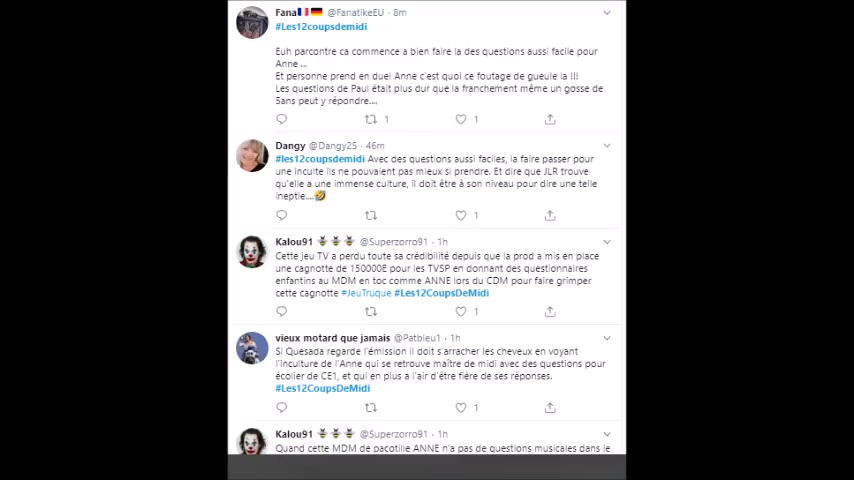 Fana🇫🇷 🇩🇪 @FanatikeEU · 8m
#Les12coupsdemidi
Euh parcontre ca commence a bien faire la des questions aussi facile pour
Anne ...
Et personne prend en duel Anne c'est quoi ce foutage de gueule la !!!
Les questions de Paul était plus dur que la franchement même un gosse de
5ans peut y répondre....
1
1
Dangy @Dangy25 · 46m
#les12coupsdemidi Avec des questions aussi faciles, la faire passer pour
une inculte ils ne pouvaient pas mieux si prendre. Et dire que JLR trouve
qu'elle a une immense culture, il doit être à son niveau pour dire une telle
ineptie....🤣
1
Kalou91 🐝 🐝 🐝 @Superzorro91 · 1h
Cette jeu TV a perdu toute sa crédibilité depuis que la prod a mis en place
une cagnotte de 150000E pour les TVSP en donnant des questionnaires
enfantins au MDM en toc comme ANNE lors du CDM pour faire grimper
cette cagnotte #JeuTruque #Les12CoupsDeMidi
1
vieux motard que jamais @Patbleu1 · 1h
Si Quesada regarde l'émission il doit s'arracher les cheveux en voyant
l'inculture de l'Anne qui se retrouve maître de midi avec des questions pour
écolier de CE1, et qui en plus a l'air d'être fière de ses réponses.
#Les12CoupsDeMidi
1
Kalou91 🐝 🐝 🐝 @Superzorro91 · 1h
Quand cette MDM de pacotille ANNE n'a pas de questions musicales dans le